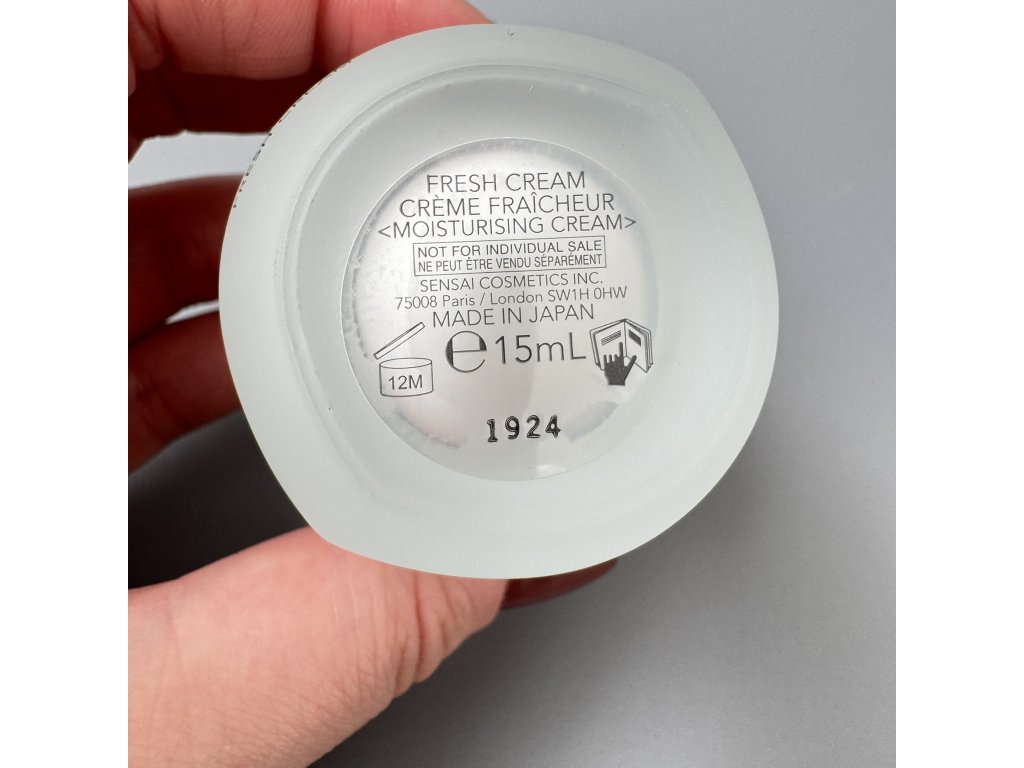 FRESH CREAM
CRÈME FRAÎCHEUR
<MOISTURISING CREAM>
NOT FOR INDIVIDUAL SALE
NE PEUT ÊTRE VENDU SÉPARÉMENT
SENSAI COSMETICS INC.
75008 Paris / London SW1H 0HW
MADE IN JAPAN
12M
℮15mL
1924